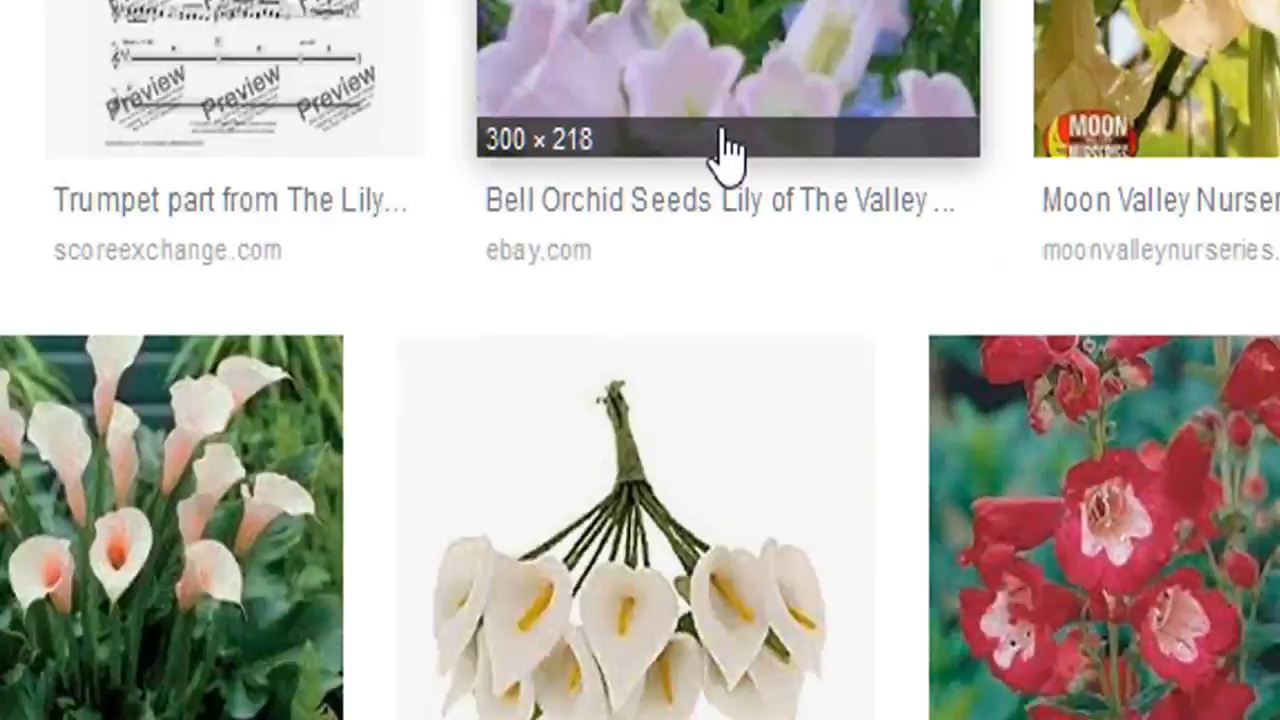 Preview Preview Preview
300 × 218
MOON
NURSERIES
Trumpet part from The Lily...
Bell Orchid Seeds Lily of The Valley ...
Moon Valley Nurser
scoreexchange.com
ebay.com
moonvalleynurseries.